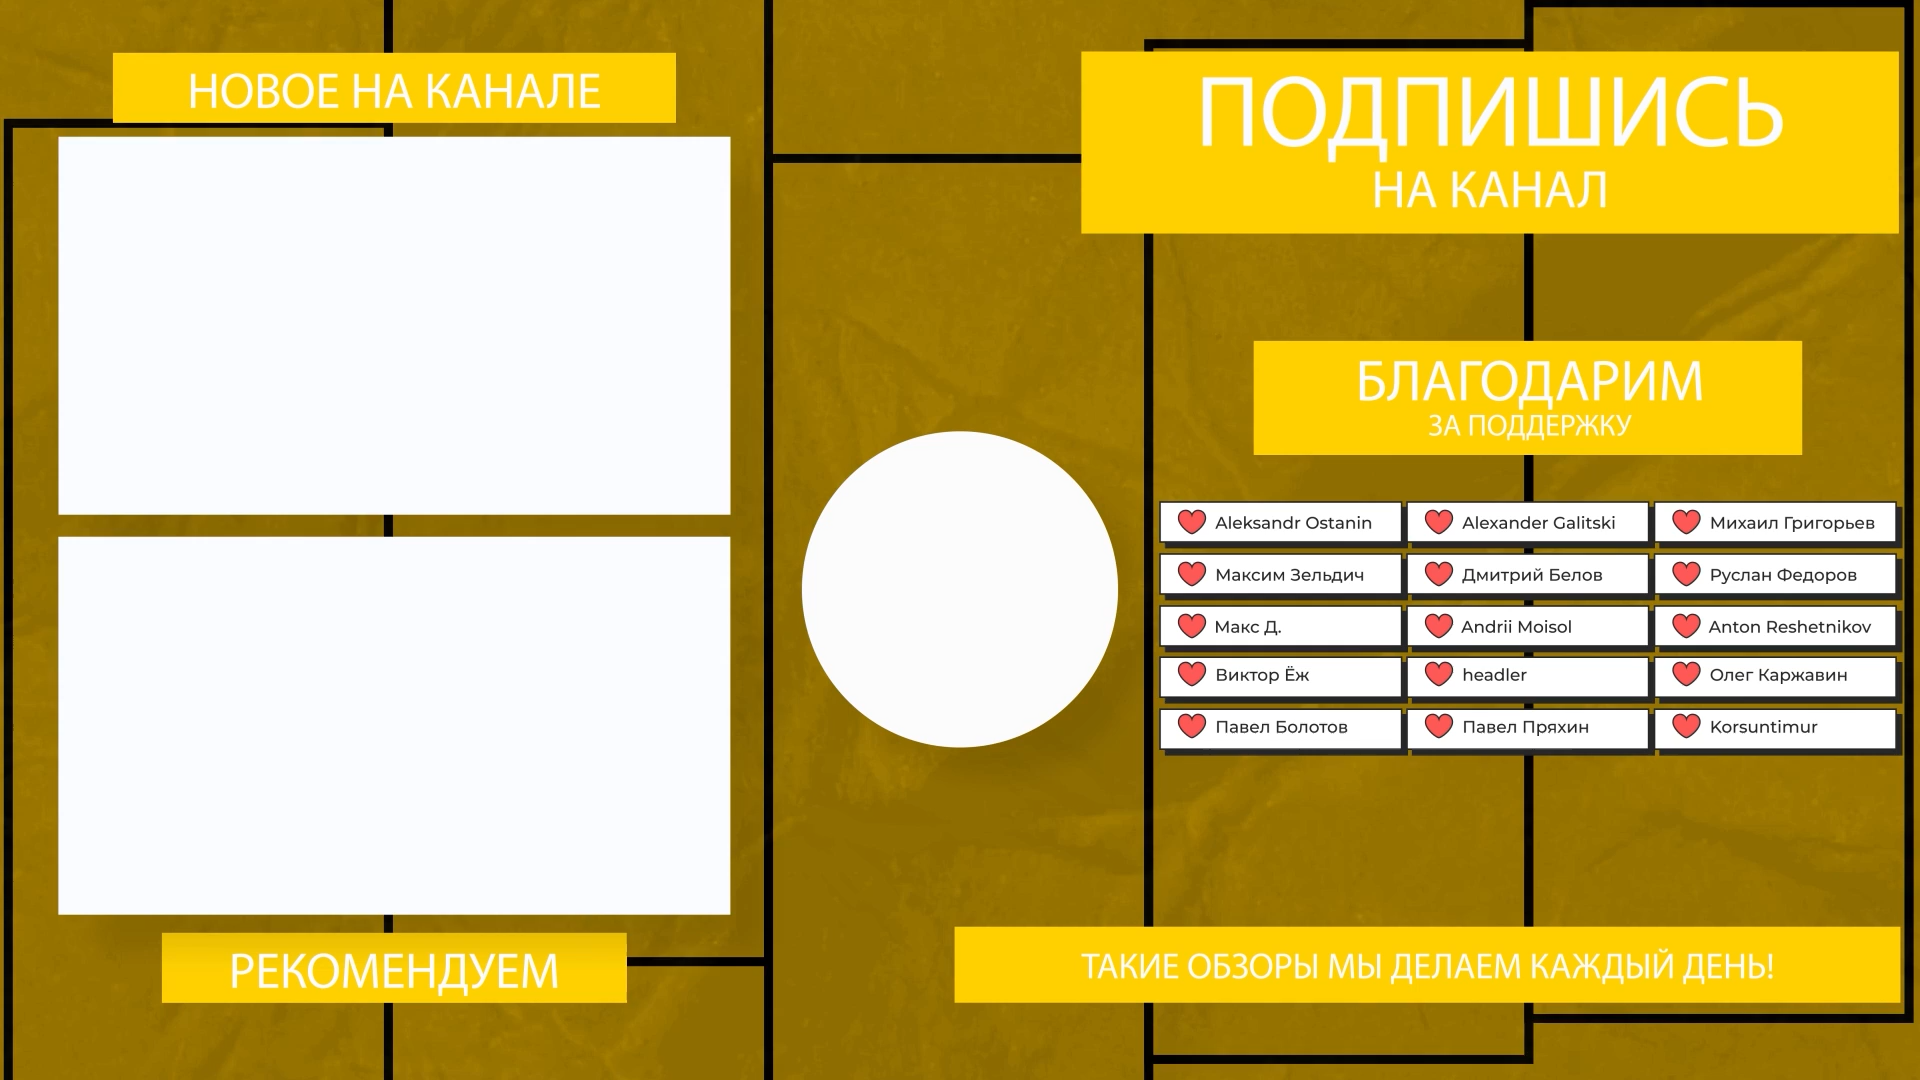 НОВОЕ НА КАНАЛЕ
ПОДПИШИСЬ
НА КАНАЛ
БЛАГОДАРИМ
ЗА ПОДДЕРЖКУ
Aleksandr Ostanin
Alexander Galitski
Михаил Григорьев
Максим Зельдич
Дмитрий Белов
Руслан Федоров
Макс Д.
Andrii Moisol
Anton Reshetnikov
Виктор Ёж
headler
Олег Каржавин
Павел Болотов
Павел Пряхин
Korsuntimur
РЕКОМЕНДУЕМ
ТАКИЕ ОБЗОРЫ МЫ ДЕЛАЕМ КАЖДЫЙ ДЕНЬ!